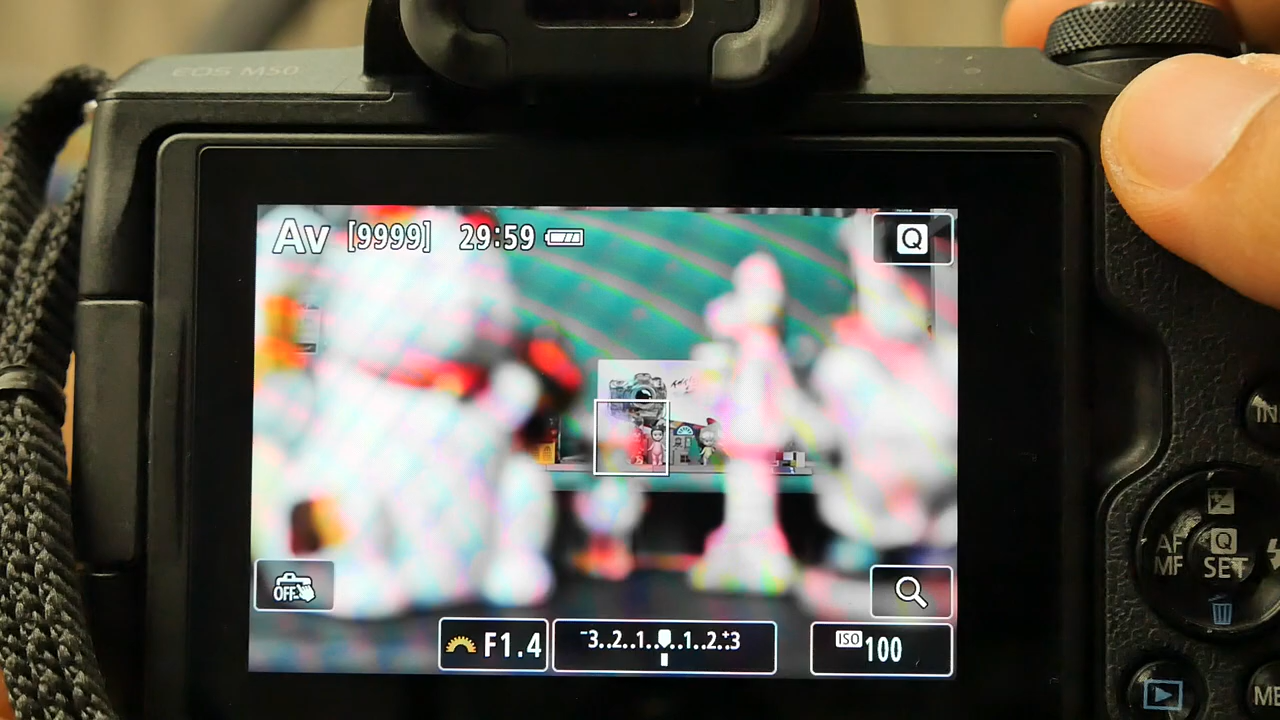 EOS M50
Av [9999] 29:59 Q
OFF
F1.4 -3..2..1..0..1..2..+3 ISO 100
AF
MF
Q
SET